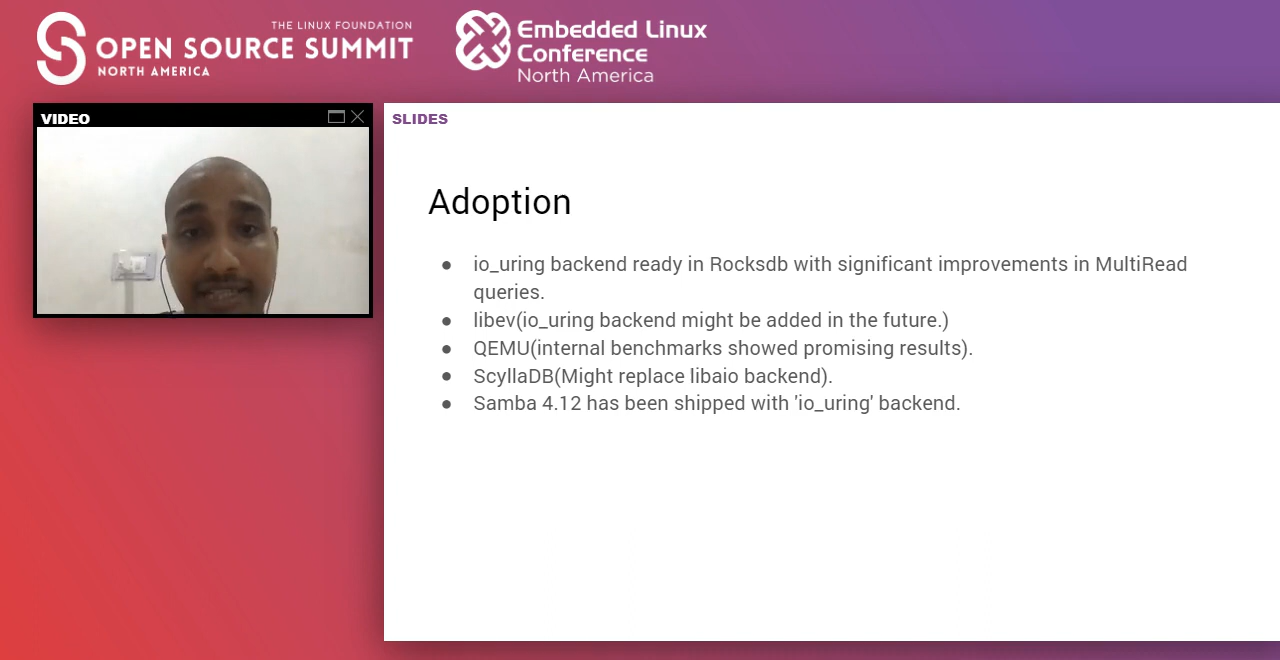 THE LINUX FOUNDATION
OPEN SOURCE SUMMIT
NORTH AMERICA
Embedded Linux
Conference
North America
VIDEO
SLIDES
Adoption
● io_uring backend ready in Rocksdb with significant improvements in MultiRead
queries.
● libev(io_uring backend might be added in the future.)
● QEMU(internal benchmarks showed promising results).
● ScyllaDB(Might replace libaio backend).
● Samba 4.12 has been shipped with 'io_uring' backend.